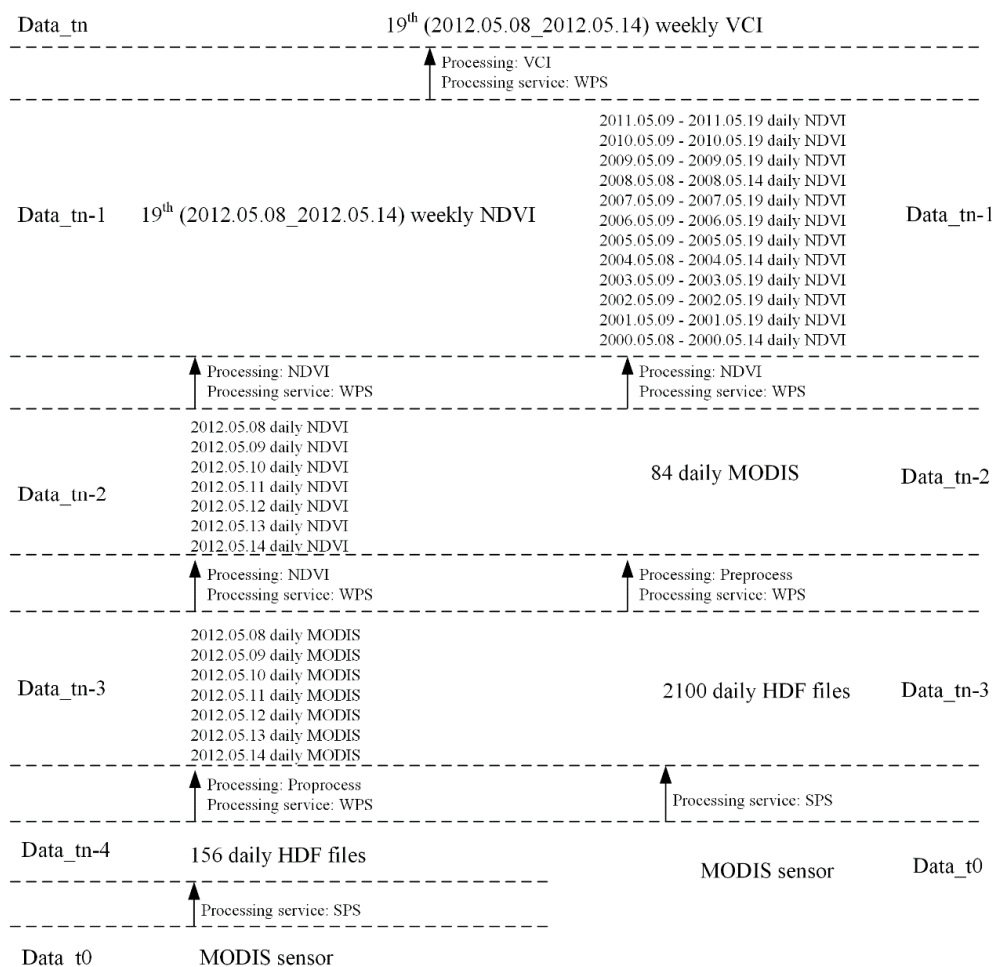 Data_tn 19th (2012.05.08_2012.05.14) weekly VCI
Processing: VCI
Processing service: WPS
2011.05.09 - 2011.05.19 daily NDVI
2010.05.09 - 2010.05.19 daily NDVI
2009.05.09 - 2009.05.19 daily NDVI
2008.05.08 - 2008.05.14 daily NDVI
2007.05.09 - 2007.05.19 daily NDVI
2006.05.09 - 2006.05.19 daily NDVI
2005.05.09 - 2005.05.19 daily NDVI
2004.05.08 - 2004.05.14 daily NDVI
2003.05.09 - 2003.05.19 daily NDVI
2002.05.09 - 2002.05.19 daily NDVI
2001.05.09 - 2001.05.19 daily NDVI
2000.05.08 - 2000.05.14 daily NDVI
Data_tn-1 19th (2012.05.08_2012.05.14) weekly NDVI
Data_tn-1
Processing: NDVI
Processing service: WPS
Processing: NDVI
Processing service: WPS
2012.05.08 daily NDVI
2012.05.09 daily NDVI
2012.05.10 daily NDVI
2012.05.11 daily NDVI
2012.05.12 daily NDVI
2012.05.13 daily NDVI
2012.05.14 daily NDVI
Data_tn-2
84 daily MODIS
Data_tn-2
Processing: NDVI
Processing service: WPS
Processing: Preprocess
Processing service: WPS
2012.05.08 daily MODIS
2012.05.09 daily MODIS
2012.05.10 daily MODIS
2012.05.11 daily MODIS
2012.05.12 daily MODIS
2012.05.13 daily MODIS
2012.05.14 daily MODIS
Data_tn-3
2100 daily HDF files
Data_tn-3
Processing: Proprocess
Processing service: WPS
Processing service: SPS
Data_tn-4
156 daily HDF files
MODIS sensor
Data_t0
Processing service: SPS
Data_t0
MODIS sensor